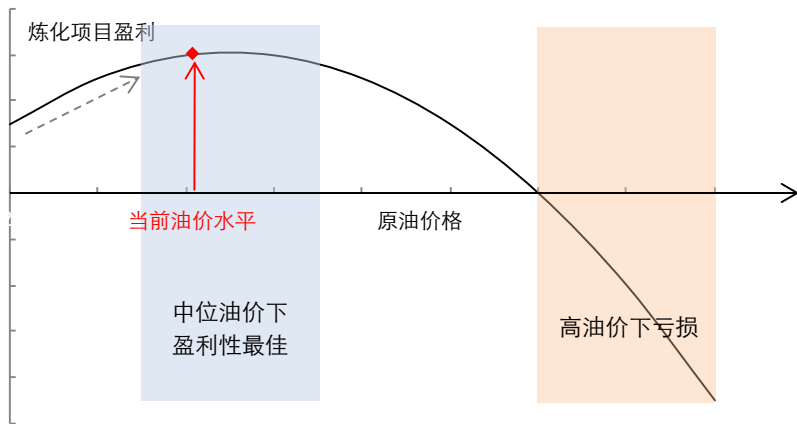 炼化项目盈利
当前油价水平
原油价格
中位油价下
盈利性最佳
高油价下亏损